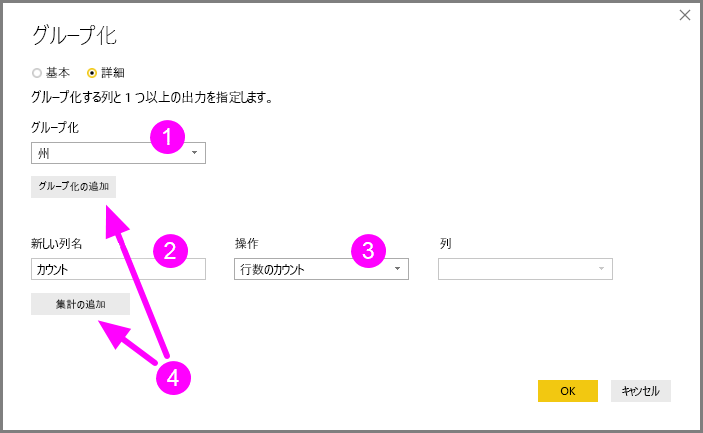 グループ化
基本 詳細
グループ化する列と 1 つ以上の出力を指定します。
グループ化 1
州
グループ化の追加
新しい列名 2 操作 3 列
カウント 行数のカウント
集計の追加
4
OK キャンセル